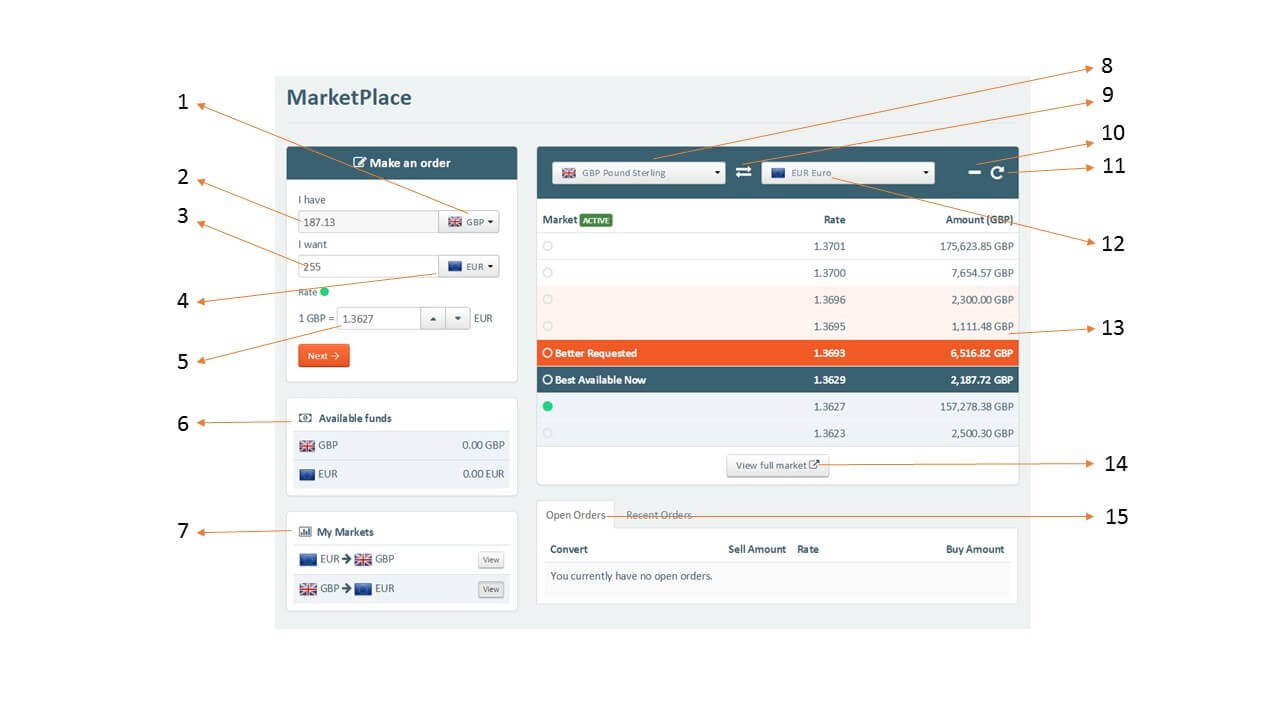 MarketPlace
1
2
3
4
5
6
7
Make an order
I have
187.13 GBP
I want
255 EUR
Rate
1 GBP = 1.3627 EUR
Next →
Available funds
GBP 0.00 GBP
EUR 0.00 EUR
My Markets
EUR → GBP View
GBP → EUR View
GBP Pound Sterling EUR Euro
Market ACTIVE Rate Amount (GBP)
1.3701 175,623.85 GBP
1.3700 7,654.57 GBP
1.3696 2,300.00 GBP
1.3695 1,111.48 GBP
Better Requested 1.3693 6,516.82 GBP
Best Available Now 1.3629 2,187.72 GBP
1.3627 157,278.38 GBP
1.3623 2,500.30 GBP
View full market
Open Orders Recent Orders
Convert Sell Amount Rate Buy Amount
You currently have no open orders.
8
9
10
11
12
13
14
15